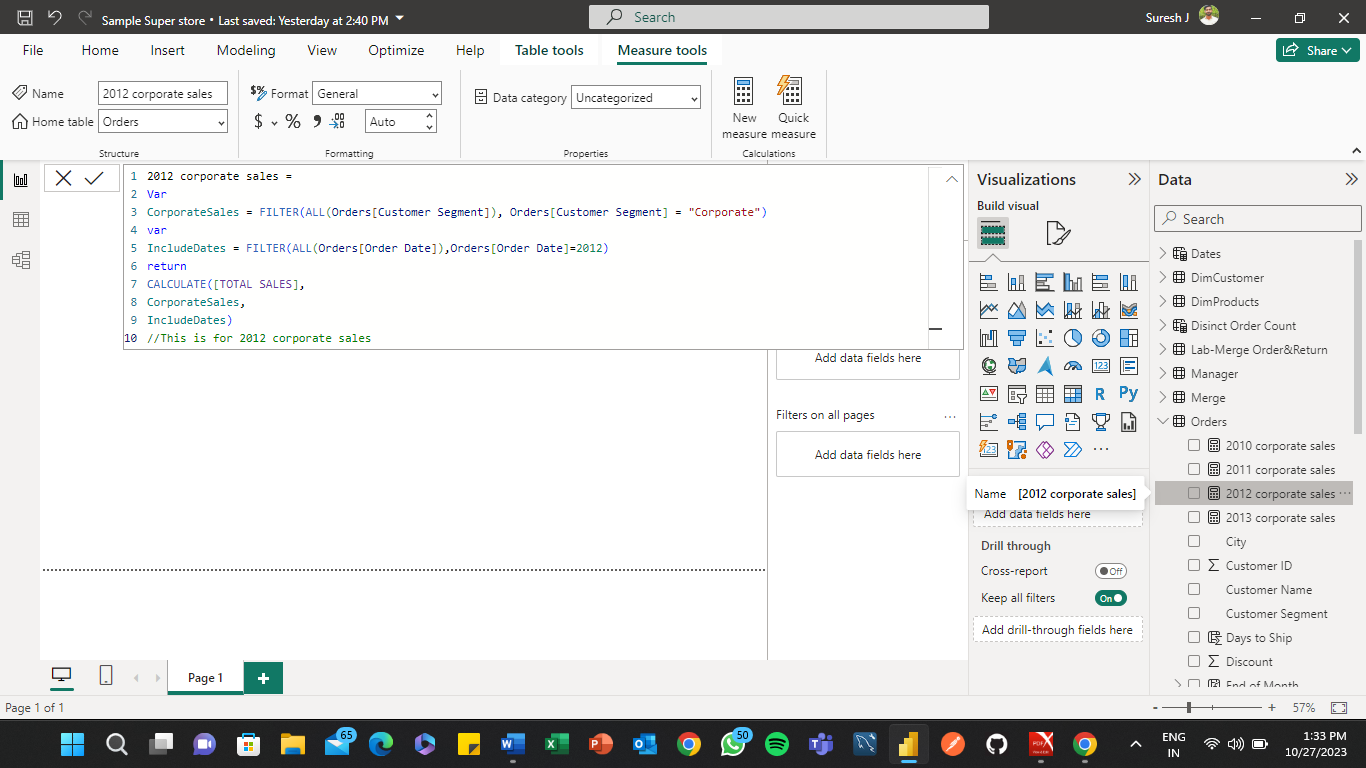 Sample Super store • Last saved: Yesterday at 2:40 PM
Search
Suresh J
File Home Insert Modeling View Optimize Help Table tools Measure tools
Share
Name 2012 corporate sales
Home table Orders
Structure
Format General
$ % Auto
Formatting
Data category Uncategorized
Properties
New measure
Quick measure
Calculations
1 2012 corporate sales =
2 Var
3 CorporateSales = FILTER(ALL(Orders[Customer Segment]), Orders[Customer Segment] = "Corporate")
4 var
5 IncludeDates = FILTER(ALL(Orders[Order Date]),Orders[Order Date]=2012)
6 return
7 CALCULATE([TOTAL SALES],
8 CorporateSales,
9 IncludeDates)
10 //This is for 2012 corporate sales
Add data fields here
Filters on all pages ...
Add data fields here
Visualizations
Build visual
123
R Py
123
...
Name [2012 corporate sales]
Add data fields here
Drill through
Cross-report Off
Keep all filters On
Add drill-through fields here
Data
Search
Dates
DimCustomer
DimProducts
Disinct Order Count
Lab-Merge Order&Return
Manager
Merge
Orders
2010 corporate sales
2011 corporate sales
2012 corporate sales ...
2013 corporate sales
City
Customer ID
Customer Name
Customer Segment
Days to Ship
Discount
End of Month
Page 1
+
Page 1 of 1
- + 57%
65
50
ENG
IN
1:33 PM
10/27/2023